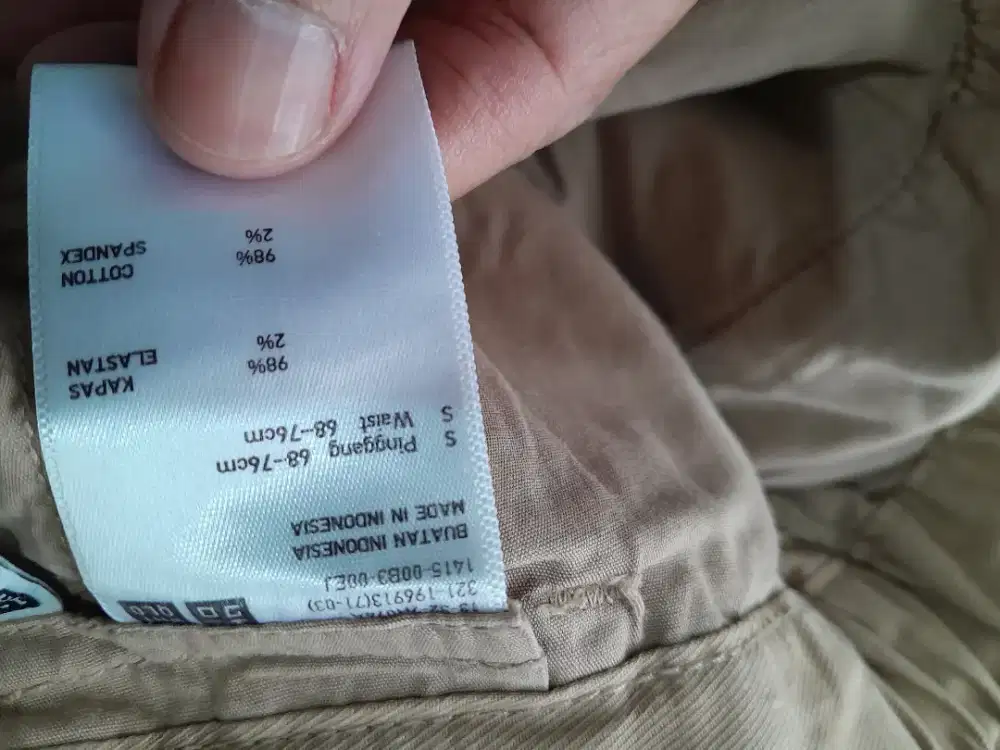 321-196913(71-03)
1415-00B3-00EJ
BUATAN INDONESIA
MADE IN INDONESIA
S Pinggang 68-76cm
S Waist 68-76cm
98% KAPAS
2% ELASTAN
98% COTTON
2% SPANDEX